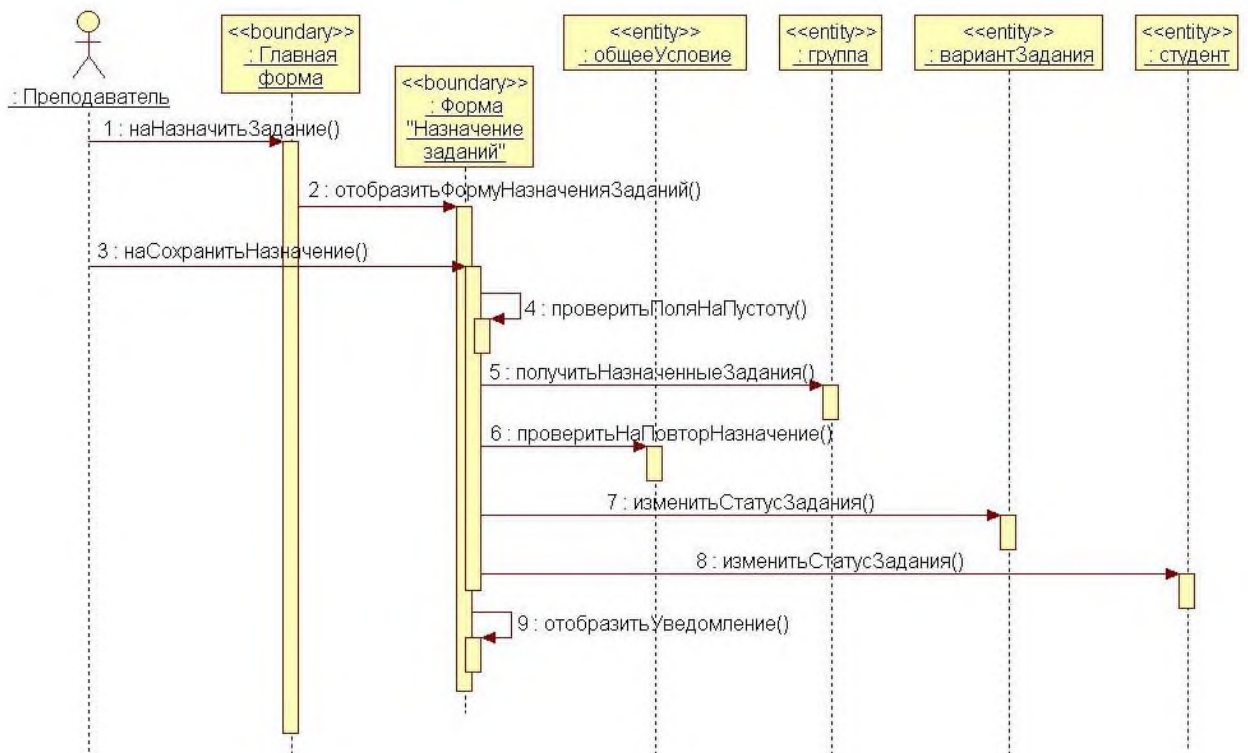 <<boundary>>
: Главная
форма
<<entity>>
: общееУсловие
<<entity>>
: группа
<<entity>>
: вариантЗадания
<<entity>>
: студент
: Преподаватель
<<boundary>>
: Форма
"Назначение
заданий"
1 : наНазначитьЗадание()
2 : отобразитьФормуНазначенияЗаданий()
3 : наСохранитьНазначение()
4 : проверитьПоляНаПустоту()
5 : получитьНазначенныеЗадания()
6 : проверитьНаПовторНазначение()
7 : изменитьСтатусЗадания()
8 : изменитьСтатусЗадания()
9 : отобразитьУведомление()